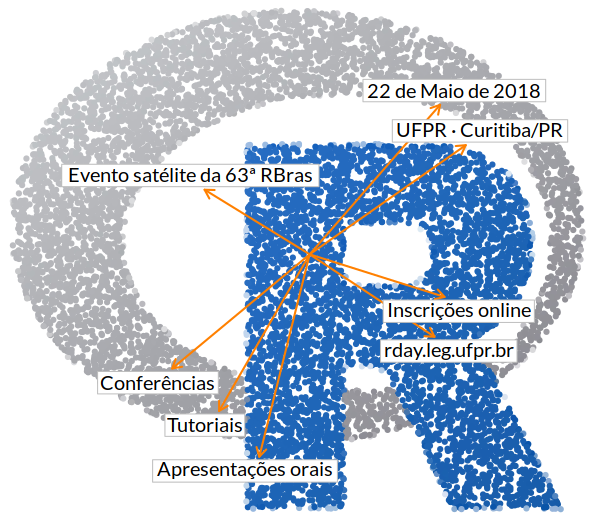 22 de Maio de 2018
UFPR · Curitiba/PR
Evento satélite da 63ª RBras
Inscrições online
rday.leg.ufpr.br
Conferências
Tutoriais
Apresentações orais
R